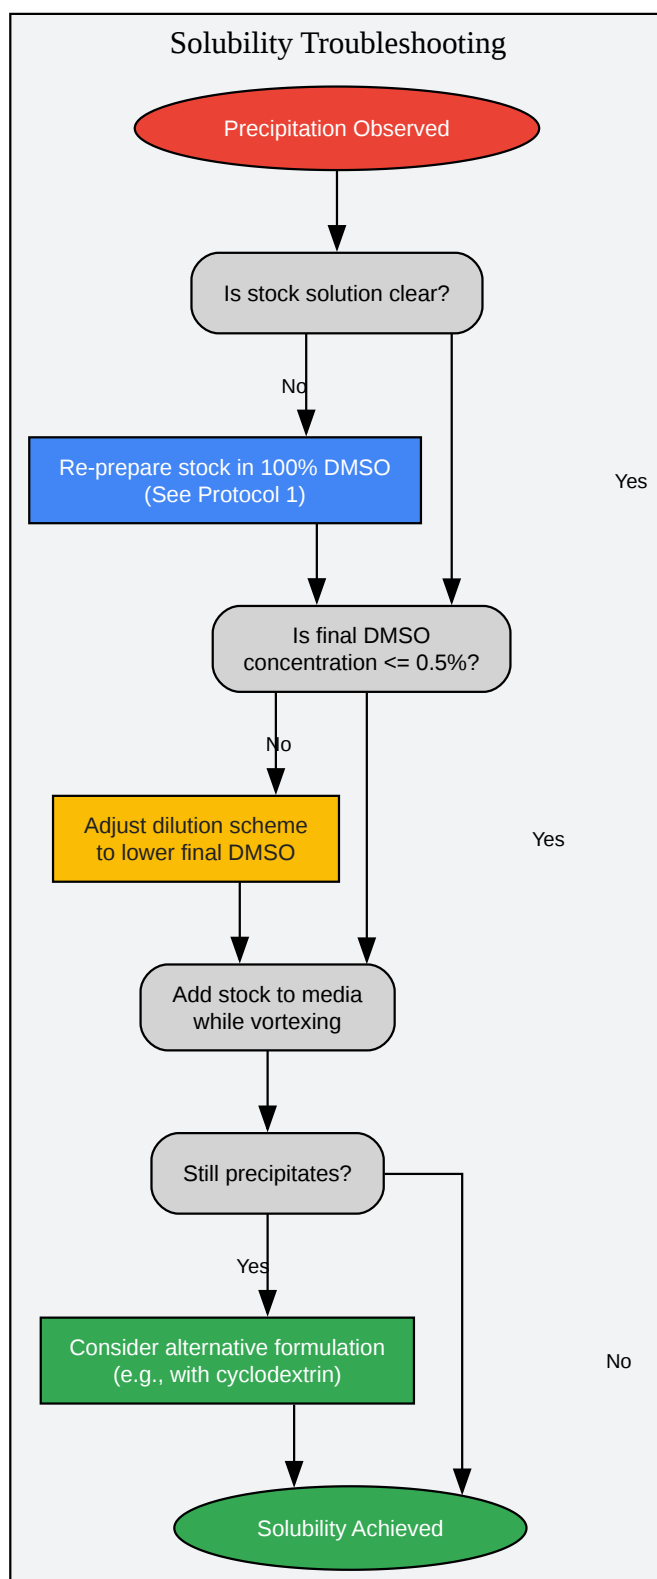 Solubility Troubleshooting
Precipitation Observed
Is stock solution clear?
No
Re-prepare stock in 100% DMSO
(See Protocol 1)
Yes
Is final DMSO
concentration <= 0.5%?
No
Adjust dilution scheme
to lower final DMSO
Yes
Add stock to media
while vortexing
Still precipitates?
Yes
Consider alternative formulation
(e.g., with cyclodextrin)
No
Solubility Achieved